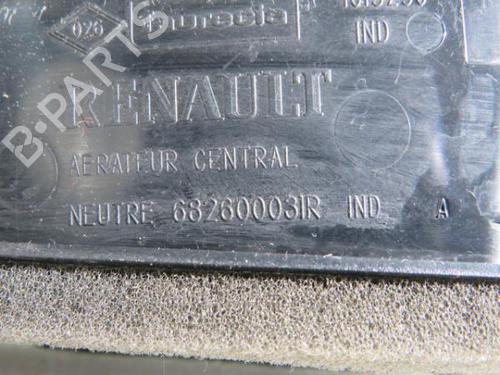 026 faurecia
IND
RENAULT
AERATEUR CENTRAL
NEUTRE 682600031R IND A
B-PARTS